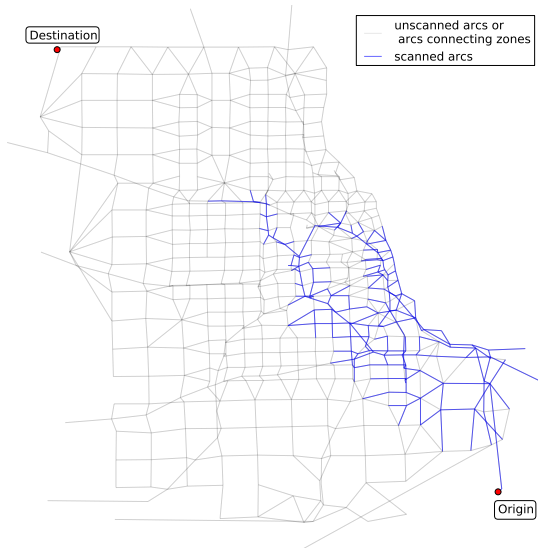 Destination
unscanned arcs or
arcs connecting zones
scanned arcs
Origin